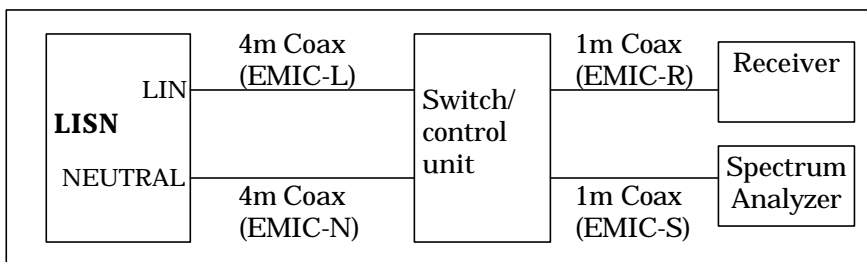 4m Coax
(EMIC-L)
1m Coax
(EMIC-R)
Receiver
LIN
LISN
NEUTRAL
Switch/
control
unit
4m Coax
(EMIC-N)
1m Coax
(EMIC-S)
Spectrum
Analyzer